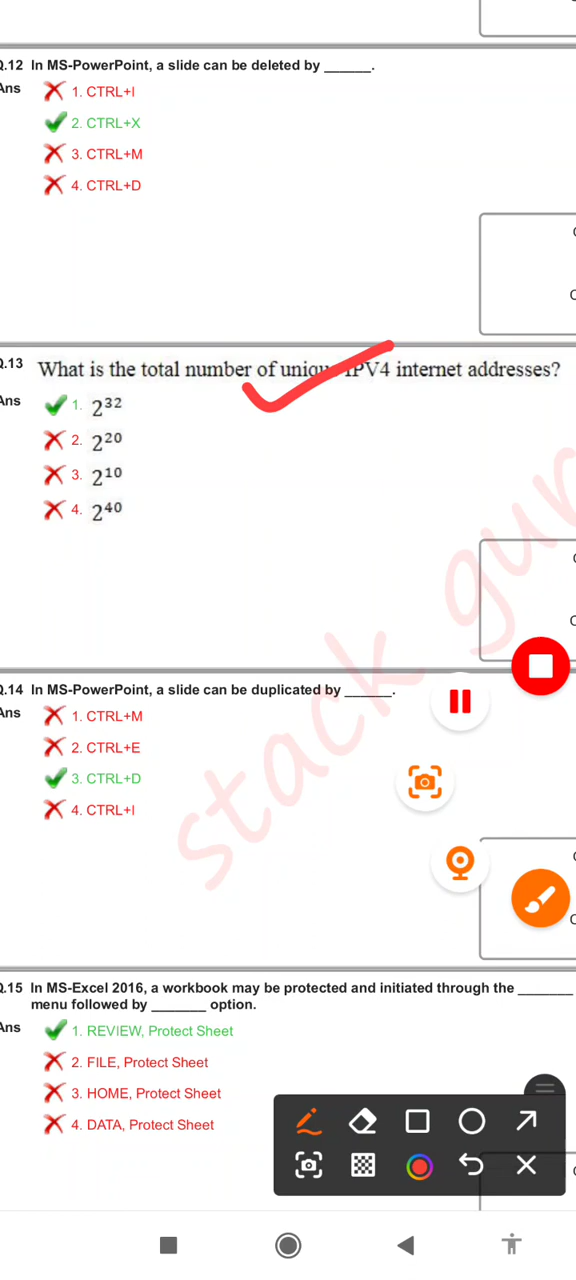 Q.12 In MS-PowerPoint, a slide can be deleted by ______.
Ans 1. CTRL+I
2. CTRL+X
3. CTRL+M
4. CTRL+D
Q.13 What is the total number of unique IPV4 internet addresses?
Ans 1. 2³²
2. 2²⁰
3. 2¹⁰
4. 2⁴⁰
stack gur
Q.14 In MS-PowerPoint, a slide can be duplicated by ______.
Ans 1. CTRL+M
2. CTRL+E
3. CTRL+D
4. CTRL+I
Q.15 In MS-Excel 2016, a workbook may be protected and initiated through the ______
menu followed by ______ option.
Ans 1. REVIEW, Protect Sheet
2. FILE, Protect Sheet
3. HOME, Protect Sheet
4. DATA, Protect Sheet